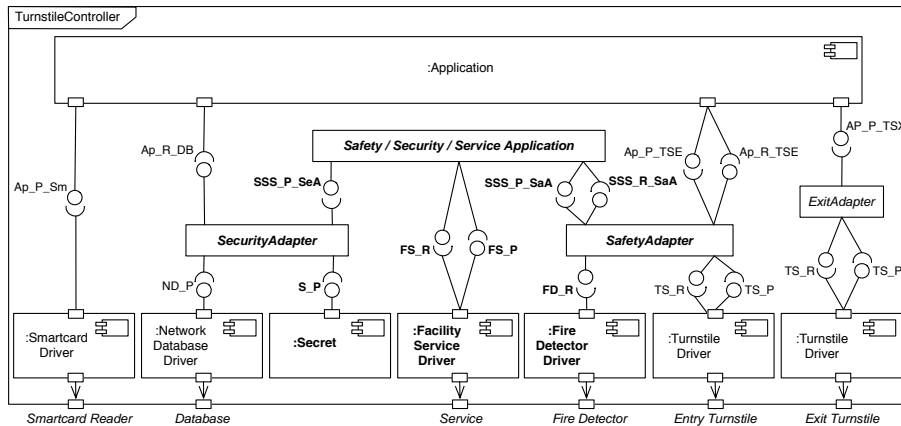 TurnstileController
:Application
Ap_P_Sm
Ap_R_DB
Safety / Security / Service Application
Ap_P_TSE
Ap_R_TSE
AP_P_TSX
SSS_P_SeA
SSS_P_SaA
SSS_R_SaA
ExitAdapter
SecurityAdapter
SafetyAdapter
FS_R
FS_P
ND_P
S_P
FD_R
TS_R
TS_P
TS_R
TS_P
:Smartcard
Driver
:Network
Database
Driver
:Secret
:Facility
Service
Driver
:Fire
Detector
Driver
:Turnstile
Driver
:Turnstile
Driver
Smartcard Reader
Database
Service
Fire Detector
Entry Turnstile
Exit Turnstile